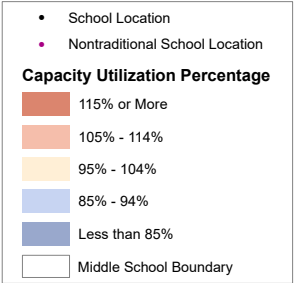 School Location
Nontraditional School Location
Capacity Utilization Percentage
115% or More
105% - 114%
95% - 104%
85% - 94%
Less than 85%
Middle School Boundary